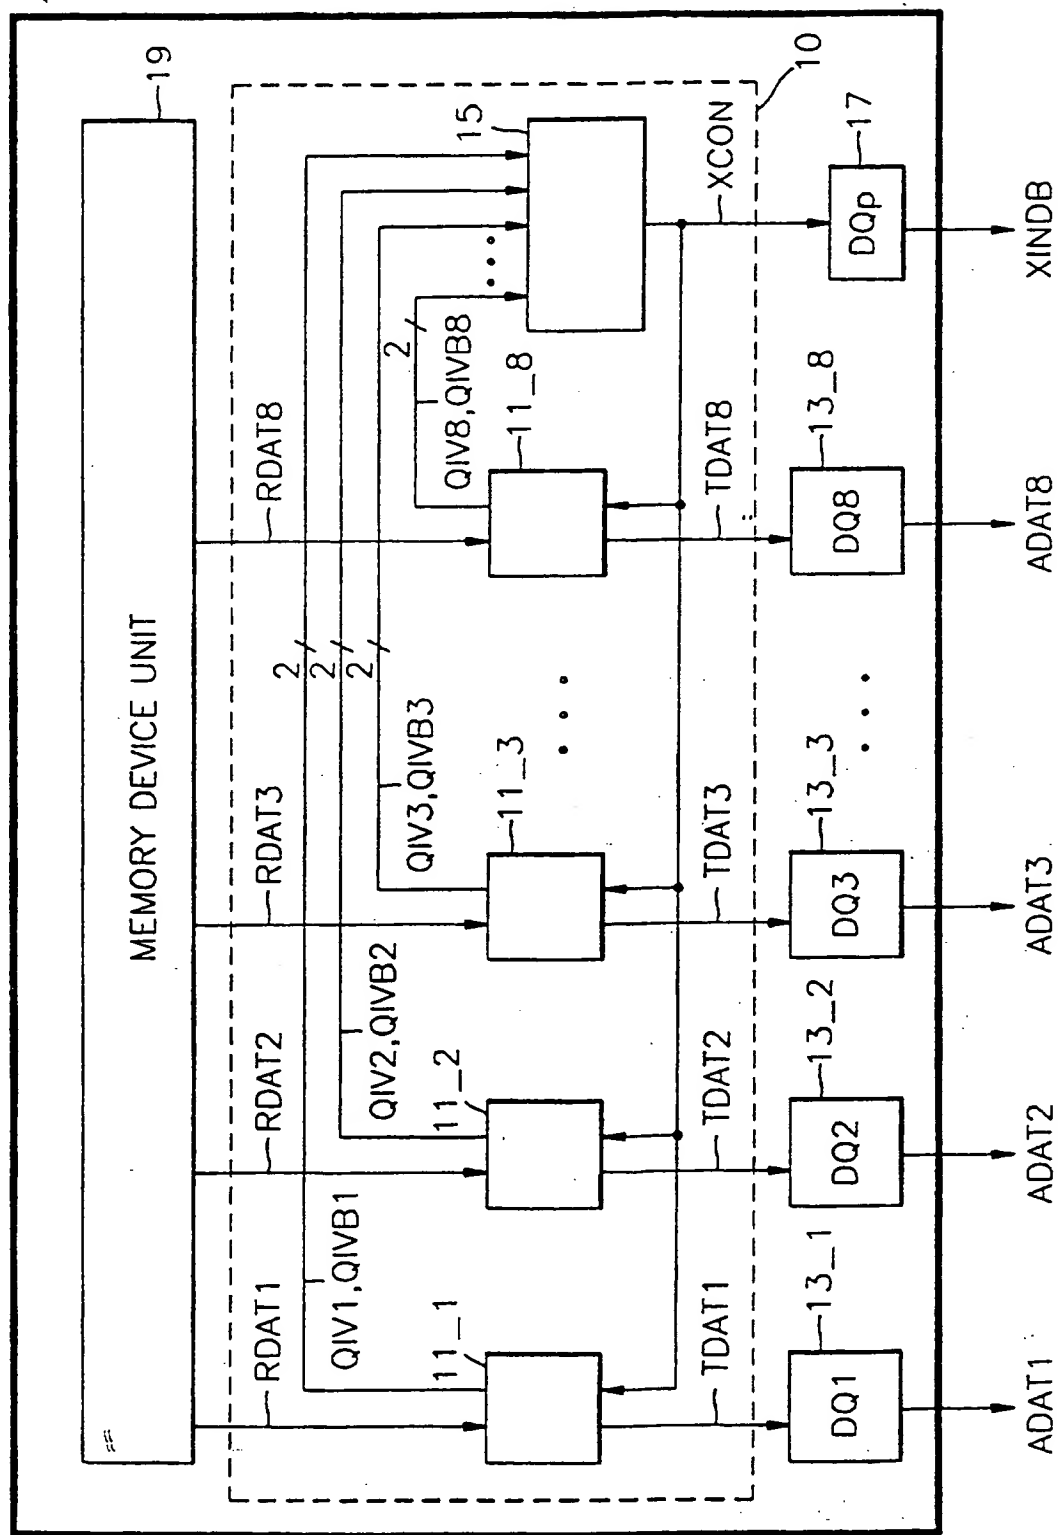 MEMORY DEVICE UNIT
19
RDAT1
RDAT2
RDAT3
RDAT8
10
2
2
2
2
QIV1,QIVB1
QIV2,QIVB2
QIV3,QIVB3
QIV8,QIVB8
15
11_1
11_2
11_3
11_8
XCON
TDAT1
TDAT2
TDAT3
TDAT8
DQ1
13_1
DQ2
13_2
DQ3
13_3
DQ8
13_8
DQp
17
ADAT1
ADAT2
ADAT3
ADAT8
XINDB